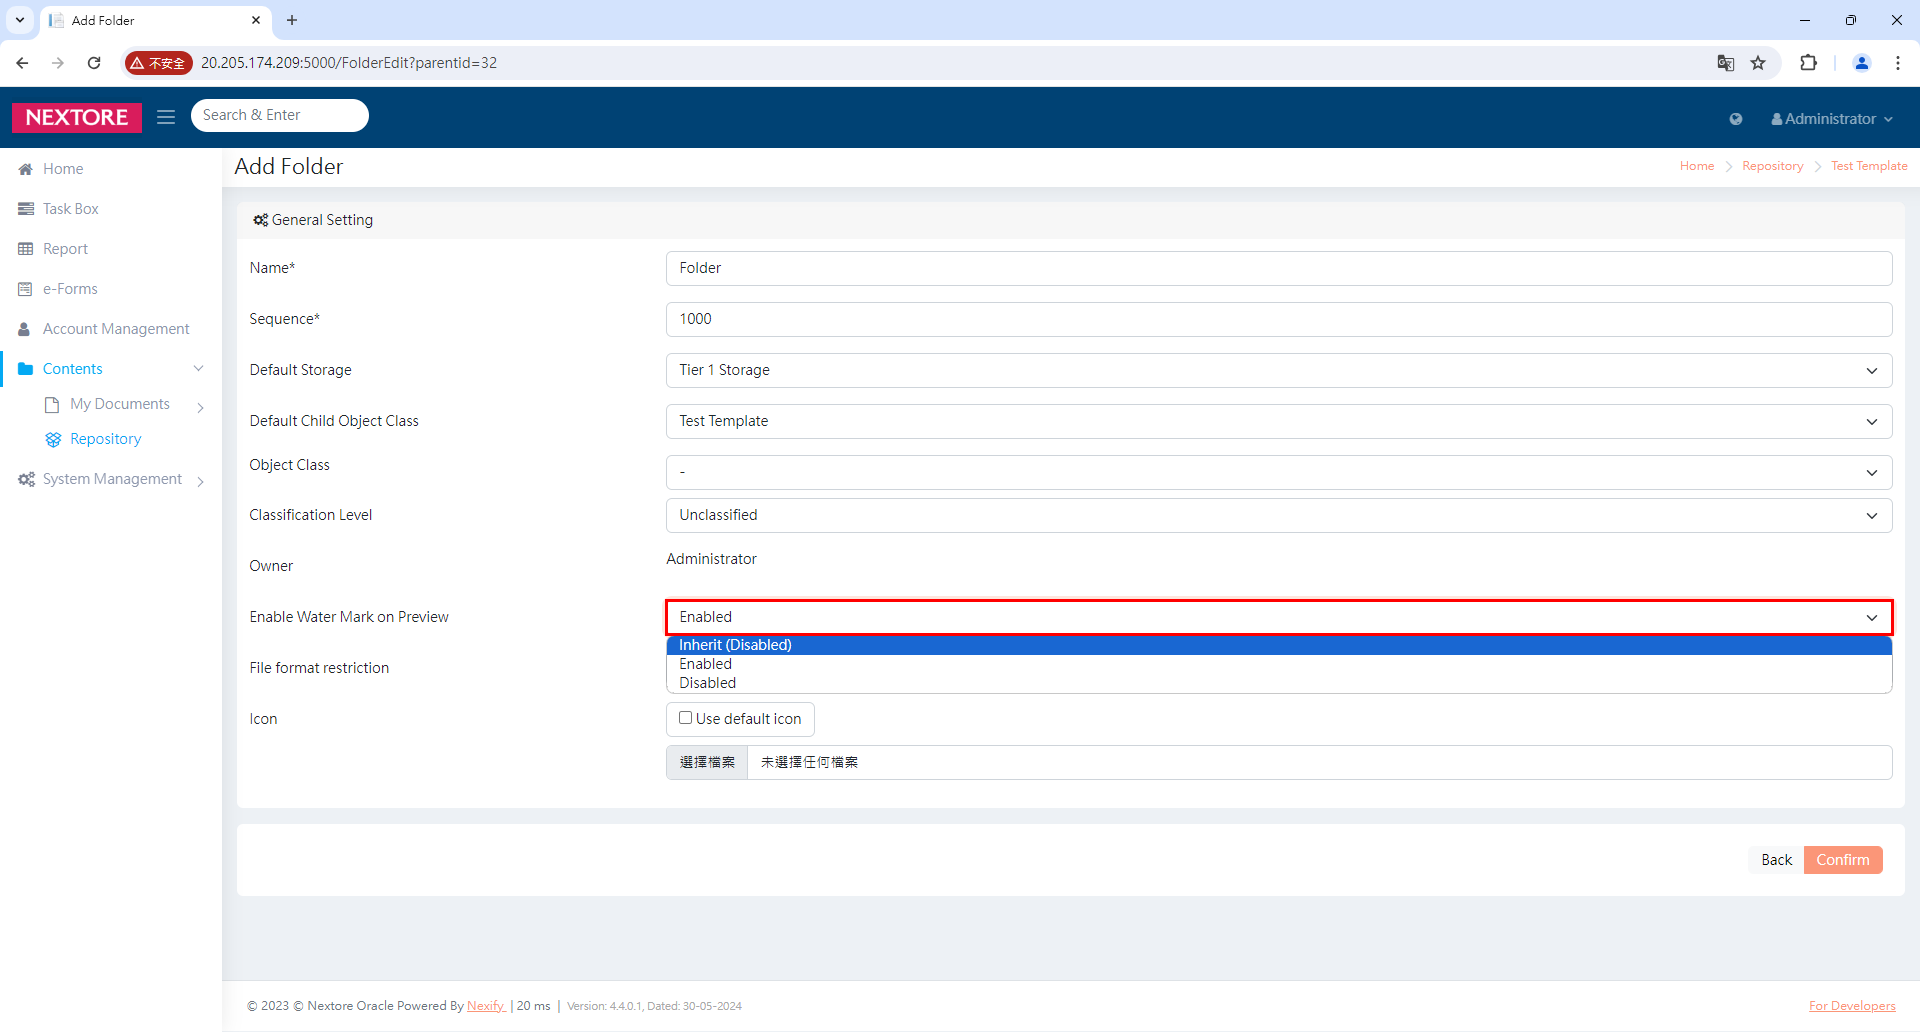 Add Folder
不安全
20.205.174.209:5000/FolderEdit?parentid=32
NEXTORE
Search & Enter
Administrator
Home
Task Box
Report
e-Forms
Account Management
Contents
My Documents
Repository
System Management
Add Folder
Home
Repository
Test Template
General Setting
Name*
Folder
Sequence*
1000
Default Storage
Tier 1 Storage
Default Child Object Class
Test Template
Object Class
-
Classification Level
Unclassified
Owner
Administrator
Enable Water Mark on Preview
Enabled
Inherit (Disabled)
Enabled
Disabled
File format restriction
Icon
Use default icon
選擇檔案
未選擇任何檔案
Back
Confirm
© 2023 © Nextore Oracle Powered By Nexify | 20 ms | Version: 4.4.0.1, Dated: 30-05-2024
For Developers